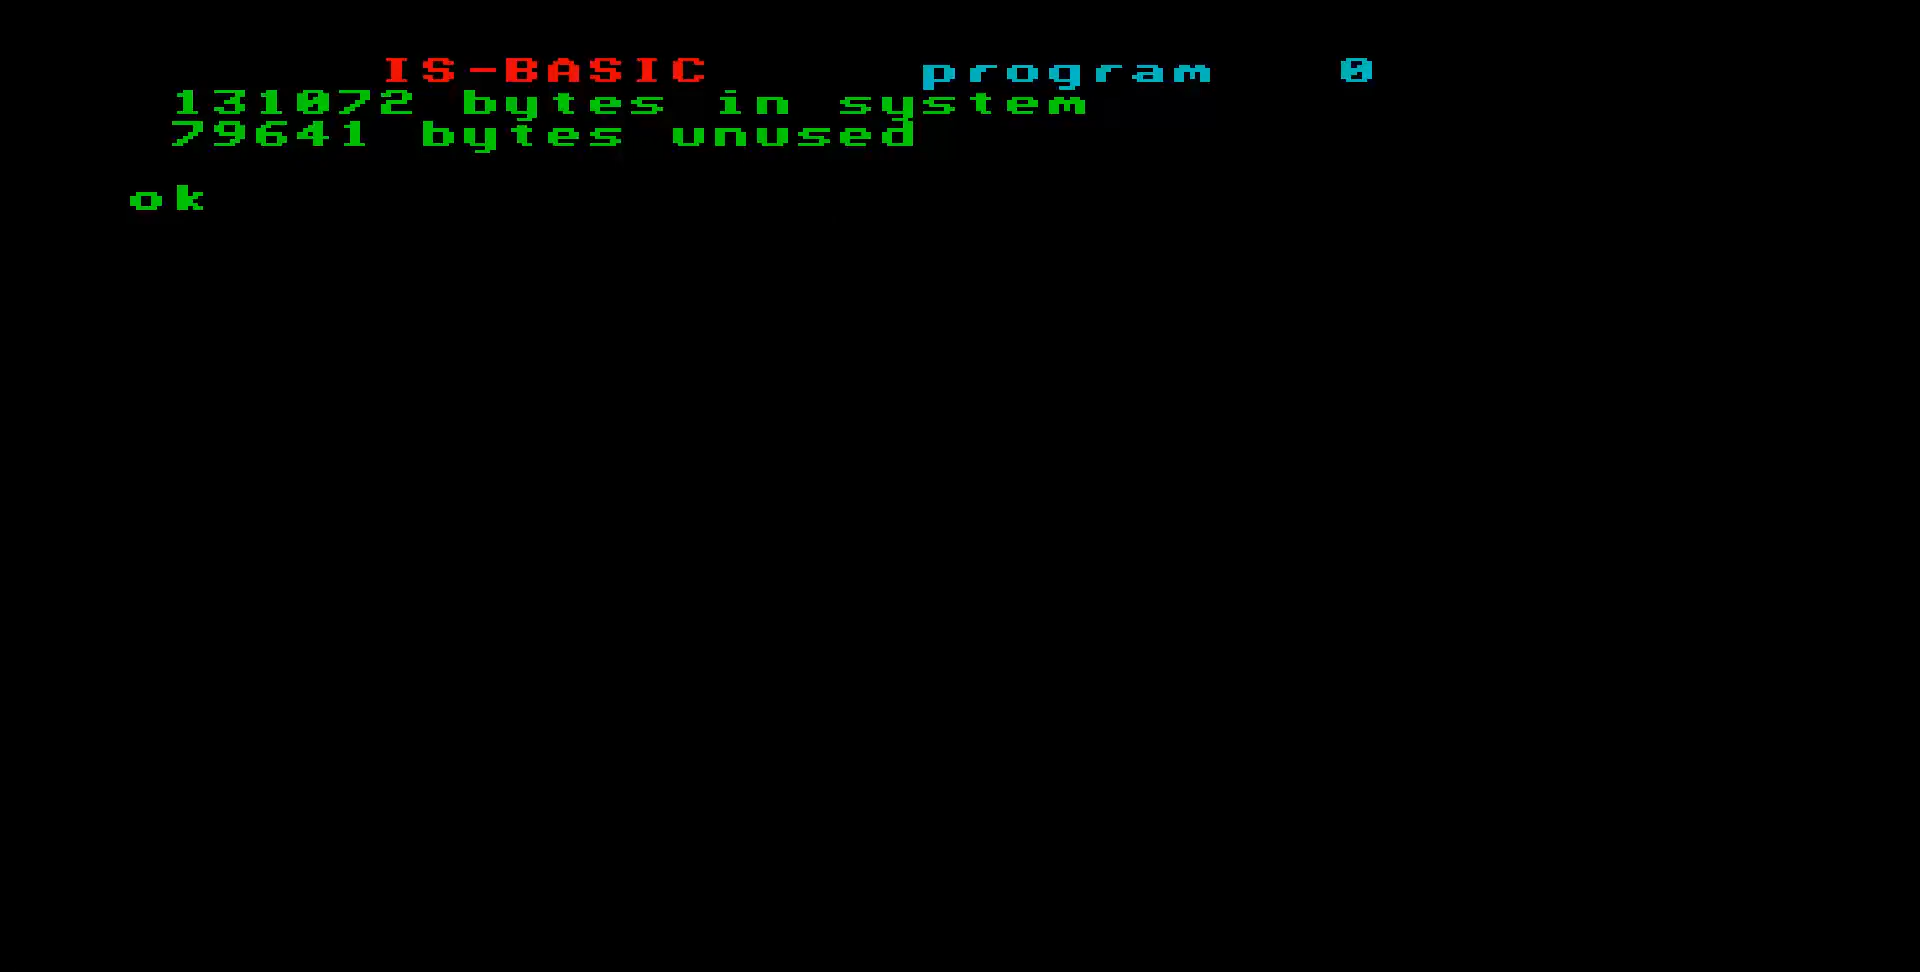 IS-BASIC program 0
131072 bytes in system
79641 bytes unused
ok